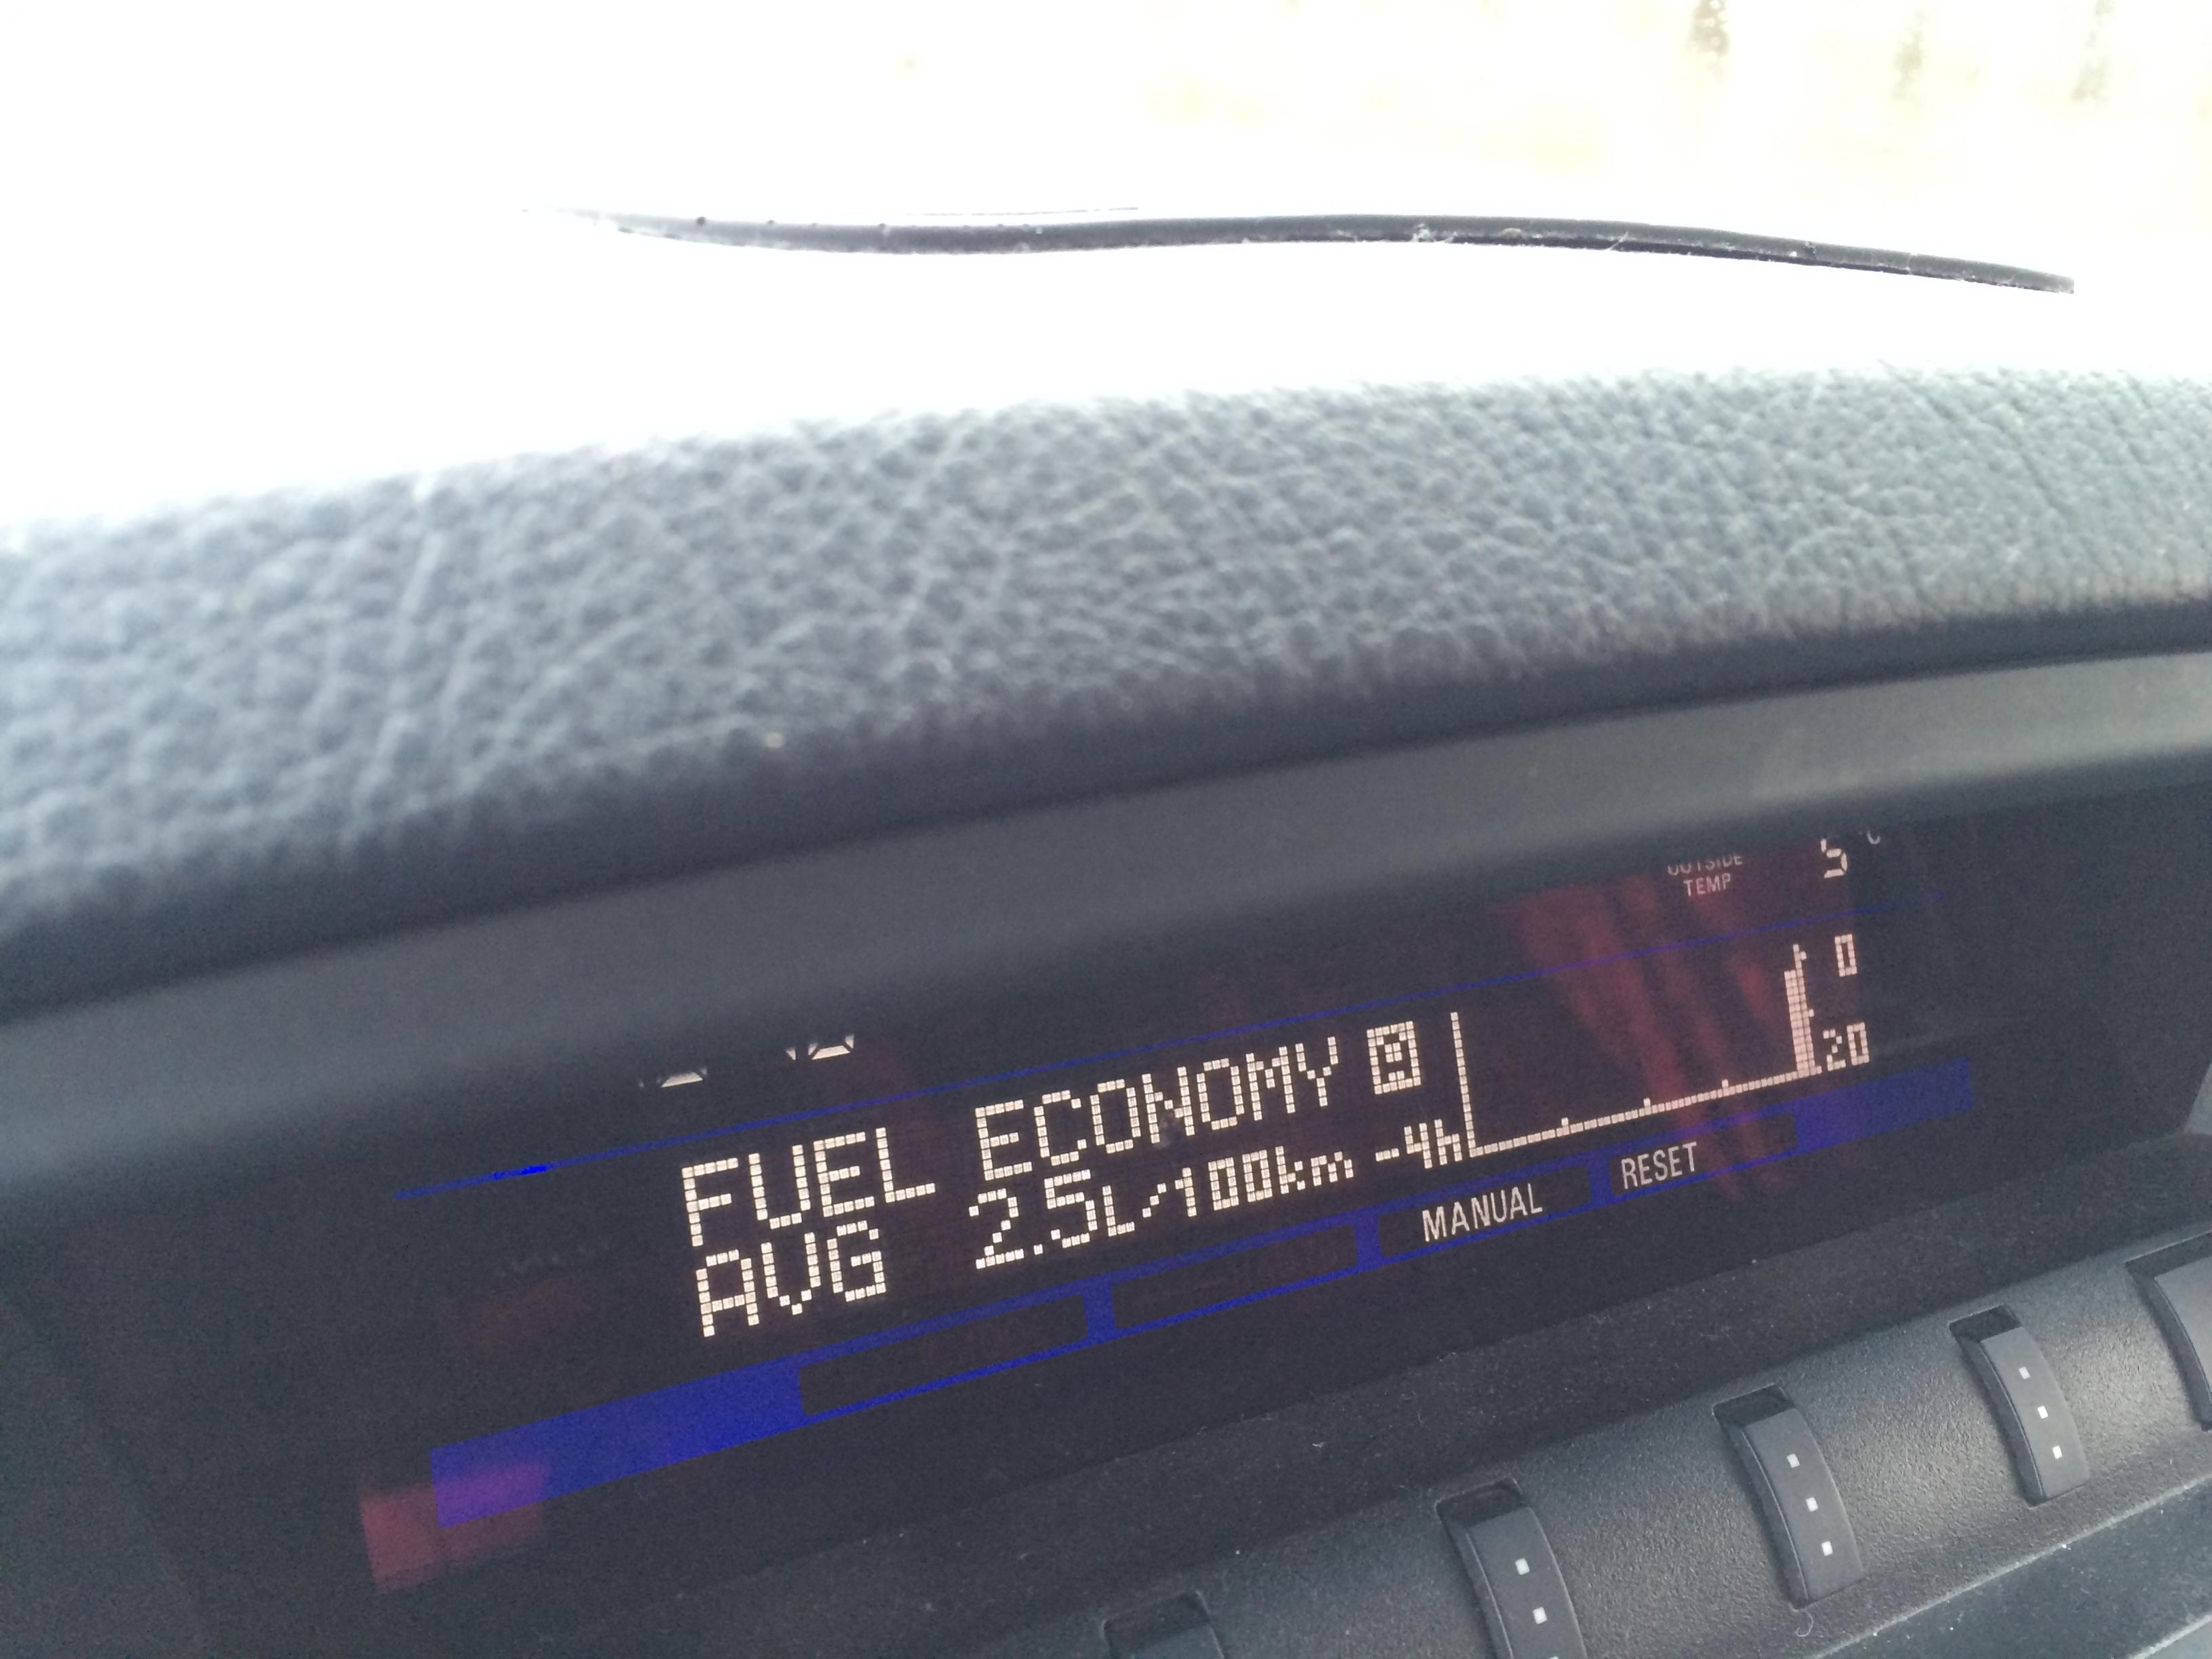 OUTSIDE
TEMP
5 °C
FUEL ECONOMY
AVG 2.5L/100km
-4h
0
20
MANUAL
RESET